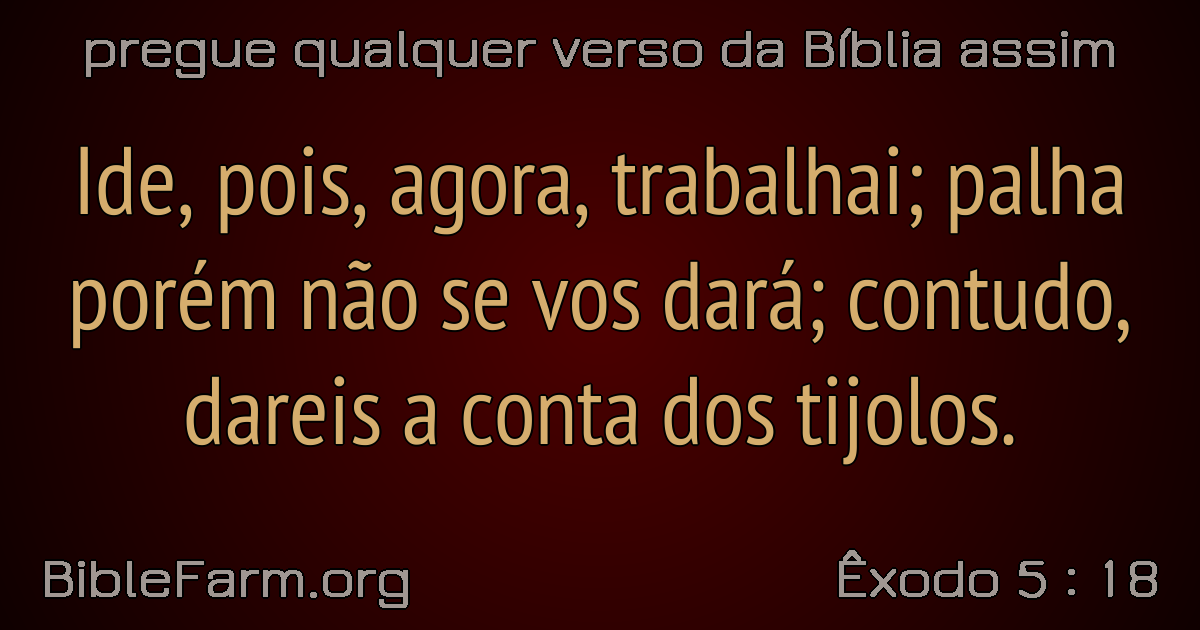 pregue qualquer verso da Bíblia assim
Ide, pois, agora, trabalhai; palha
porém não se vos dará; contudo,
dareis a conta dos tijolos.
BibleFarm.org
Êxodo 5 : 18